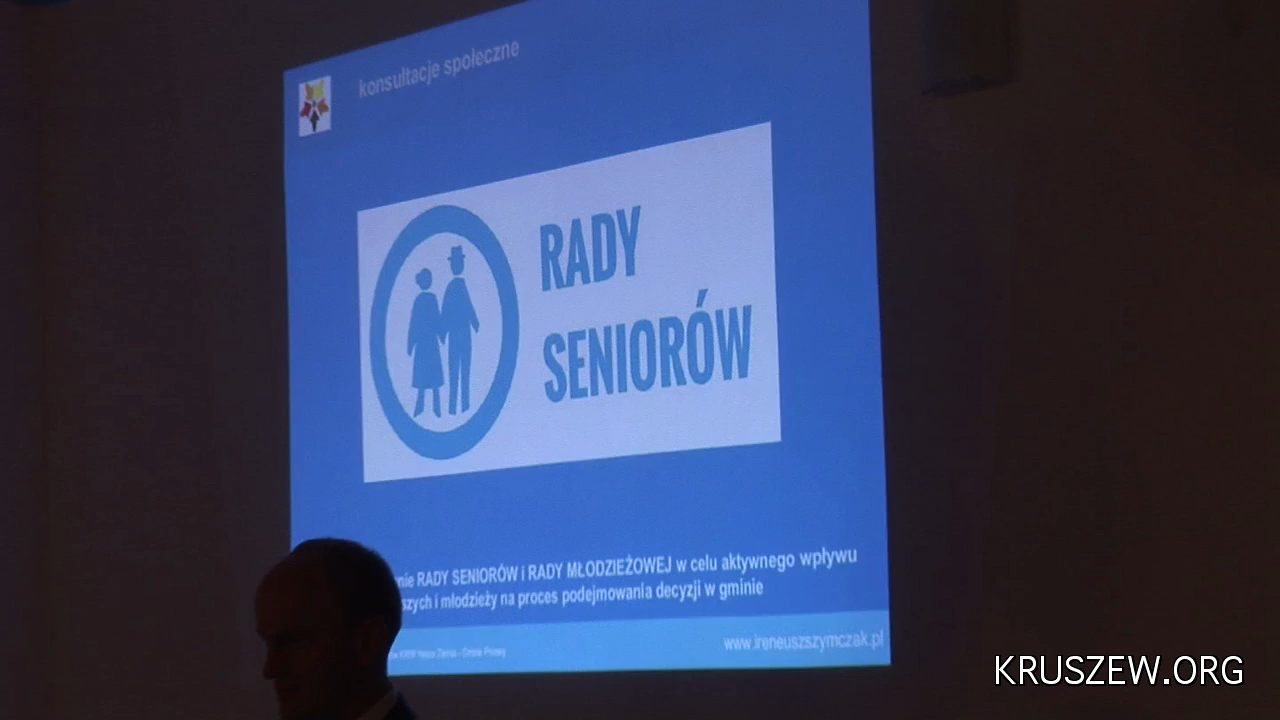 konsultacje społeczne
RADY
SENIORÓW
RADY SENIORÓW i RADY MŁODZIEŻOWEJ w celu aktywnego wpływu
i młodzieży na proces podejmowania decyzji w gminie
www.ireneuszszymczak.pl
KRUSZEW.ORG